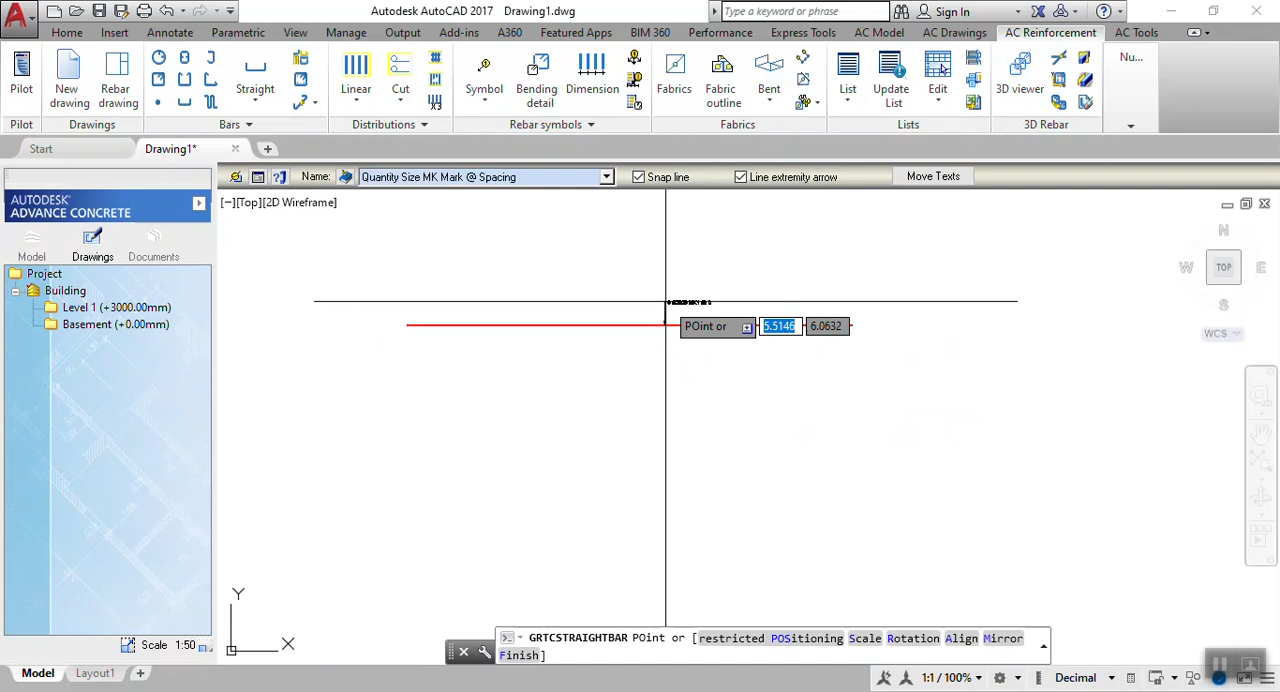 Autodesk AutoCAD 2017 Drawing1.dwg
Type a keyword or phrase
Sign In
Home Insert Annotate Parametric View Manage Output Add-ins A360 Featured Apps BIM 360 Performance Express Tools AC Model AC Drawings AC Reinforcement AC Tools
Pilot
New drawing
Rebar drawing
Straight
Linear
Cut
Symbol
Bending detail
Dimension
Fabrics
Fabric outline
Bent
List
Update List
Edit
3D viewer
Nu...
Pilot Drawings Bars Distributions Rebar symbols Fabrics Lists 3D Rebar
Start Drawing1*
Name: Quantity Size MK Mark @ Spacing Snap line Line extremity arrow Move Texts
AUTODESK
ADVANCE CONCRETE
Model Drawings Documents
Project
Building
Level 1 (+3000.00mm)
Basement (+0.00mm)
Scale 1:50
[−][Top][2D Wireframe]
N
W TOP E
S
WCS
POint or 5.5146 6.0632
Y
X
GRTCSTRAIGHTBAR POint or [restricted POSitioning Scale Rotation Align Mirror
Finish]
Model Layout1
1:1 / 100% Decimal